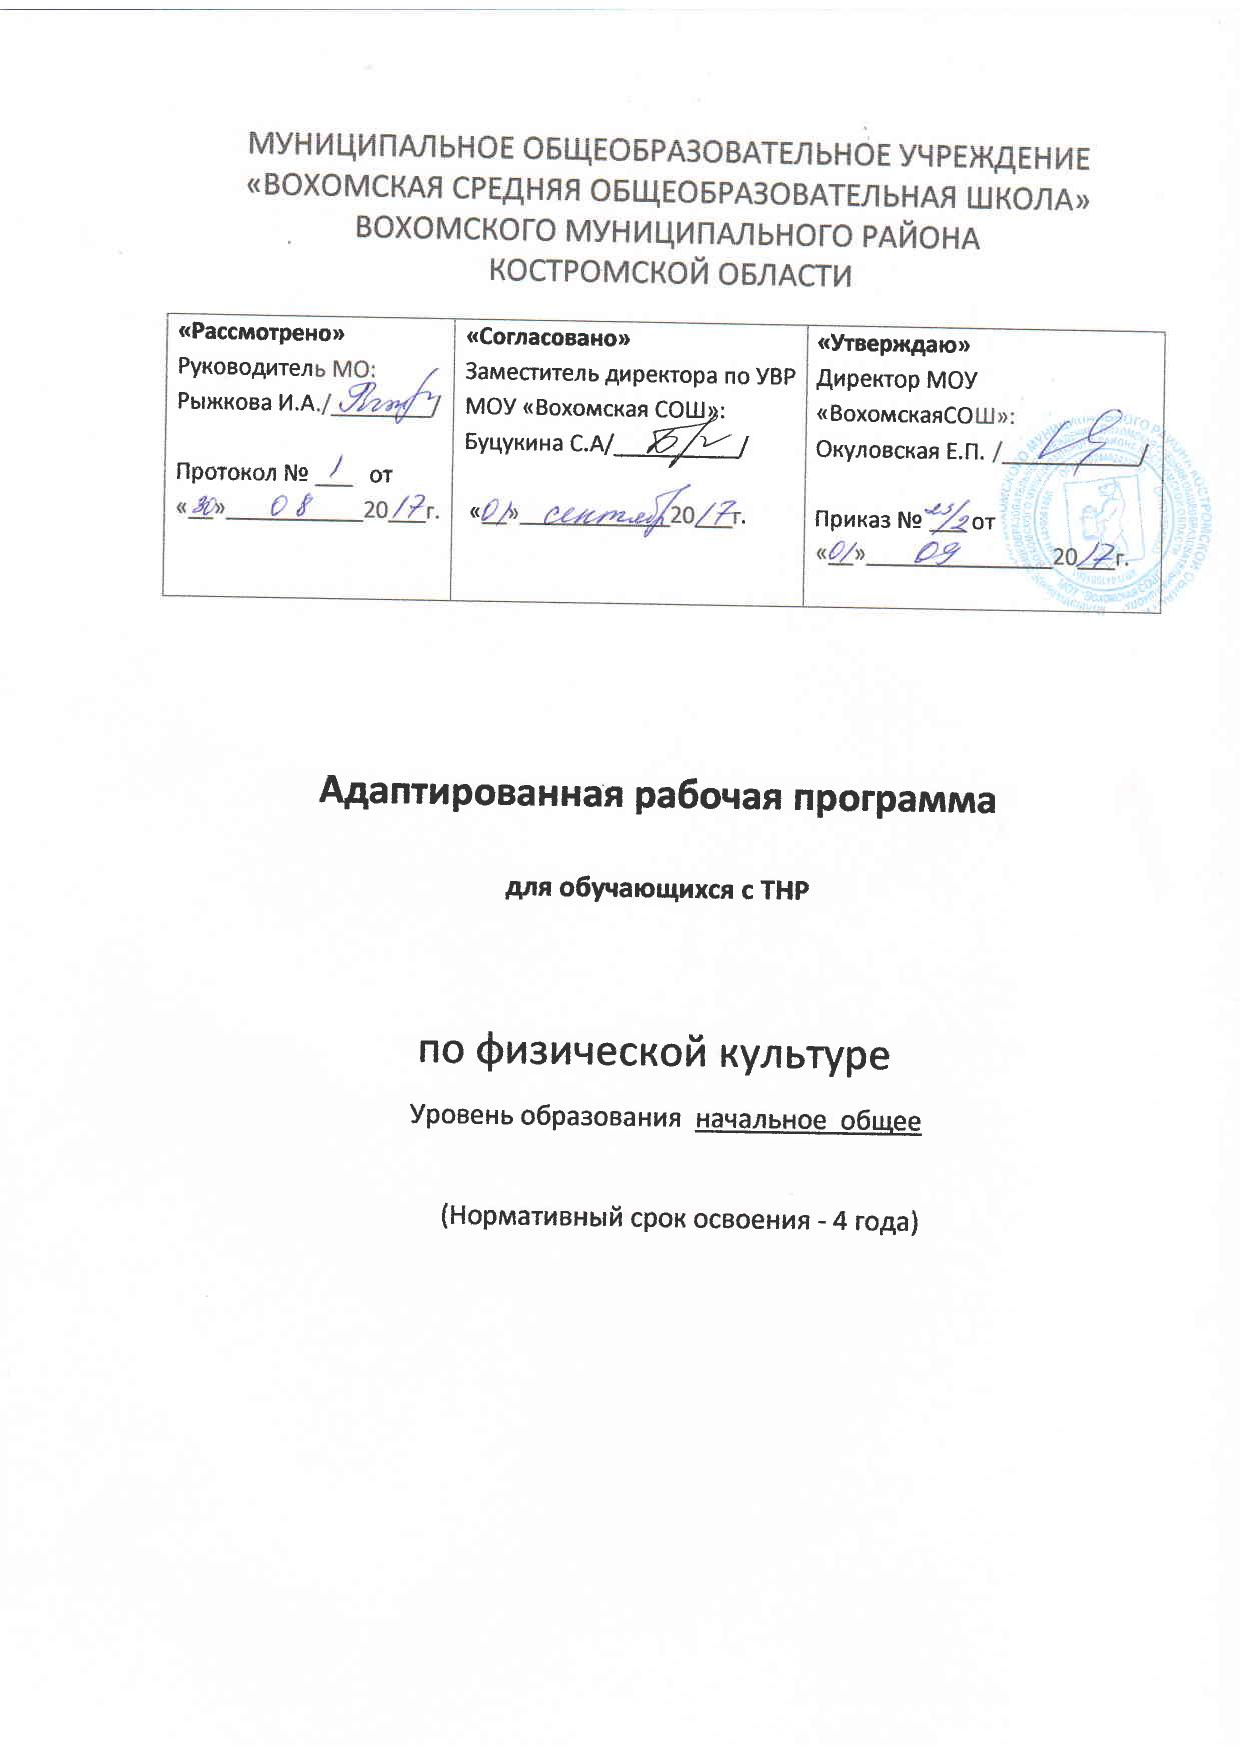 МУНИЦИПАЛЬНОЕ ОБЩЕОБРАЗОВАТЕЛЬНОЕ УЧРЕЖДЕНИЕ
«ВОХОМСКАЯ СРЕДНЯЯ ОБЩЕОБРАЗОВАТЕЛЬНАЯ ШКОЛА»
ВОХОМСКОГО МУНИЦИПАЛЬНОГО РАЙОНА
КОСТРОМСКОЙ ОБЛАСТИ
«Рассмотрено»
Руководитель МО:
Рыжкова И.А./__________/
Протокол № 1 от
«30» 08 2017г.
«Согласовано»
Заместитель директора по УВР
МОУ «Вохомская СОШ»:
Буцукина С.А/__________/
«01» сентября 2017г.
«Утверждаю»
Директор МОУ
«ВохомскаяСОШ»:
Окуловская Е.П. /___________/
Приказ № от
«01» 09 2017г.
Адаптированная рабочая программа
для обучающихся с ТНР
по физической культуре
Уровень образования начальное общее
(Нормативный срок освоения - 4 года)